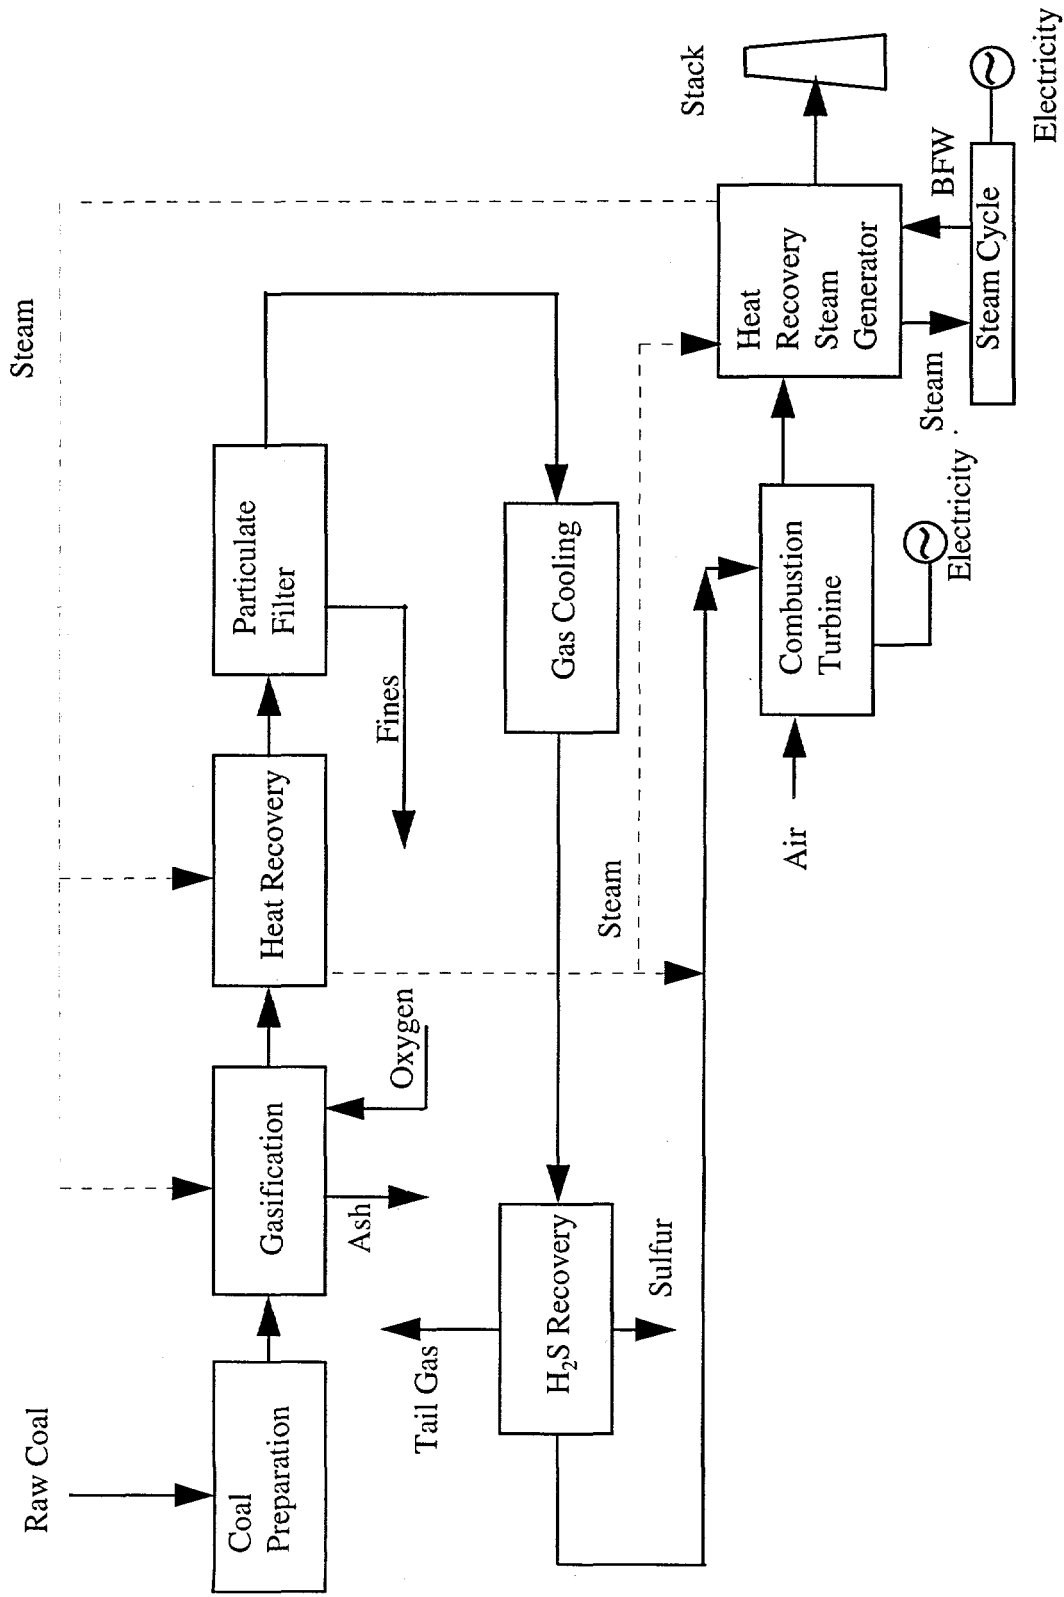 Steam
Raw Coal
Coal
Preparation
Gasification
Heat Recovery
Particulate
Filter
Ash
Oxygen
Fines
Tail Gas
H₂S Recovery
Gas Cooling
Sulfur
Steam
Stack
Air
Combustion
Turbine
Heat
Recovery
Steam
Generator
Electricity
Steam
BFW
Steam Cycle
Electricity